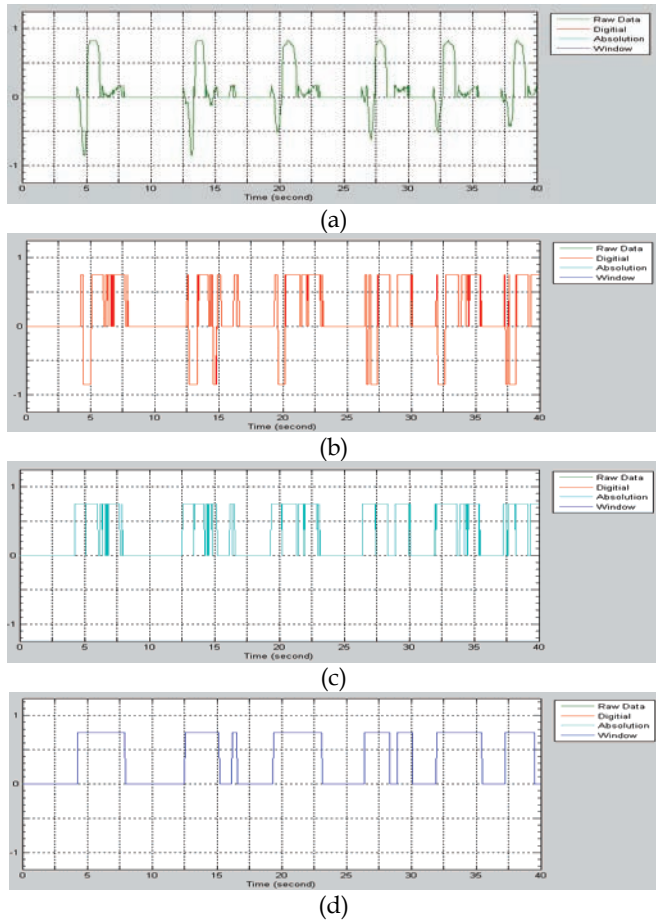 1
0
-1
0 5 10 15 20 25 30 35 40
Time (second)
Raw Data
Digitial
Absolution
Window
(a)
1
0
-1
0 5 10 15 20 25 30 35 40
Time (second)
Raw Data
Digitial
Absolution
Window
(b)
1
0
-1
0 5 10 15 20 25 30 35 40
Time (second)
Raw Data
Digitial
Absolution
Window
(c)
1
0
-1
0 5 10 15 20 25 30 35 40
Time (second)
Raw Data
Digitial
Absolution
Window
(d)